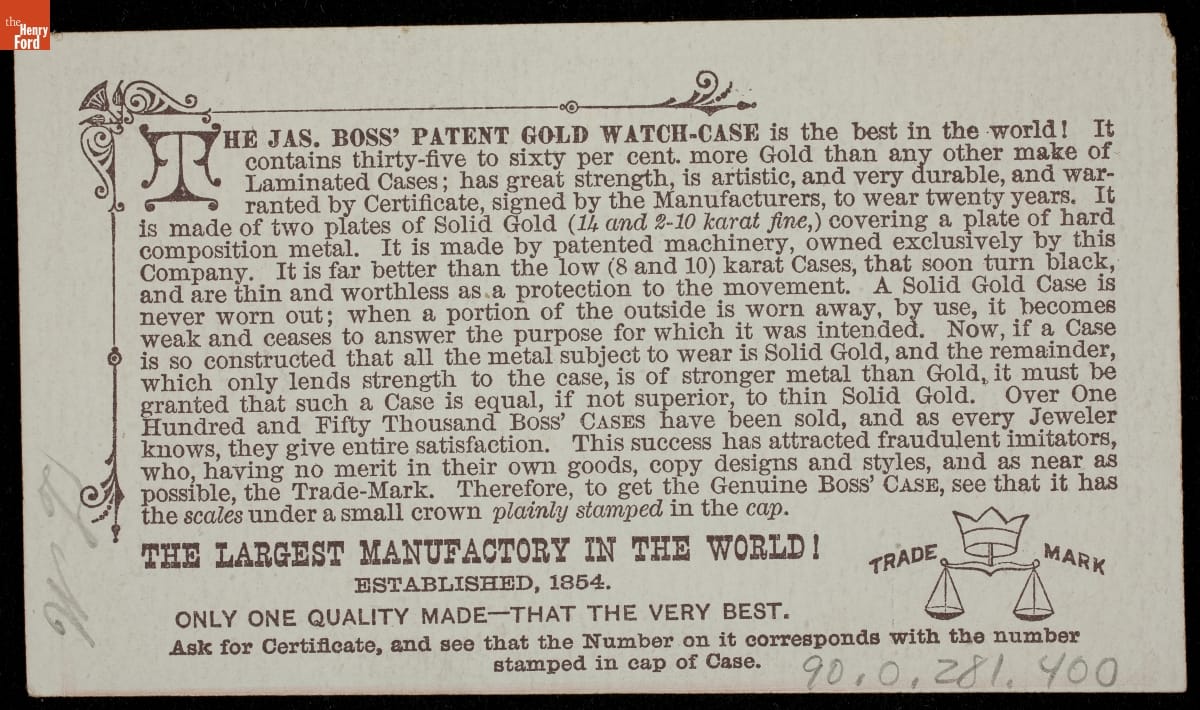 the
Henry
Ford
THE JAS. BOSS' PATENT GOLD WATCH-CASE is the best in the world! It
contains thirty-five to sixty per cent. more Gold than any other make of
Laminated Cases; has great strength, is artistic, and very durable, and war-
ranted by Certificate, signed by the Manufacturers, to wear twenty years. It
is made of two plates of Solid Gold (14 and 2-10 karat fine,) covering a plate of hard
composition metal. It is made by patented machinery, owned exclusively by this
Company. It is far better than the low (8 and 10) karat Cases, that soon turn black,
and are thin and worthless as a protection to the movement. A Solid Gold Case is
never worn out; when a portion of the outside is worn away, by use, it becomes
weak and ceases to answer the purpose for which it was intended. Now, if a Case
is so constructed that all the metal subject to wear is Solid Gold, and the remainder,
which only lends strength to the case, is of stronger metal than Gold, it must be
granted that such a Case is equal, if not superior, to thin Solid Gold. Over One
Hundred and Fifty Thousand BOSS' CASES have been sold, and as every Jeweler
knows, they give entire satisfaction. This success has attracted fraudulent imitators,
who, having no merit in their own goods, copy designs and styles, and as near as
possible, the Trade-Mark. Therefore, to get the Genuine BOSS' CASE, see that it has
the scales under a small crown plainly stamped in the cap.
THE LARGEST MANUFACTORY IN THE WORLD!
TRADE MARK
ESTABLISHED, 1854.
ONLY ONE QUALITY MADE—THAT THE VERY BEST.
Ask for Certificate, and see that the Number on it corresponds with the number
stamped in cap of Case.
90.0.281.400